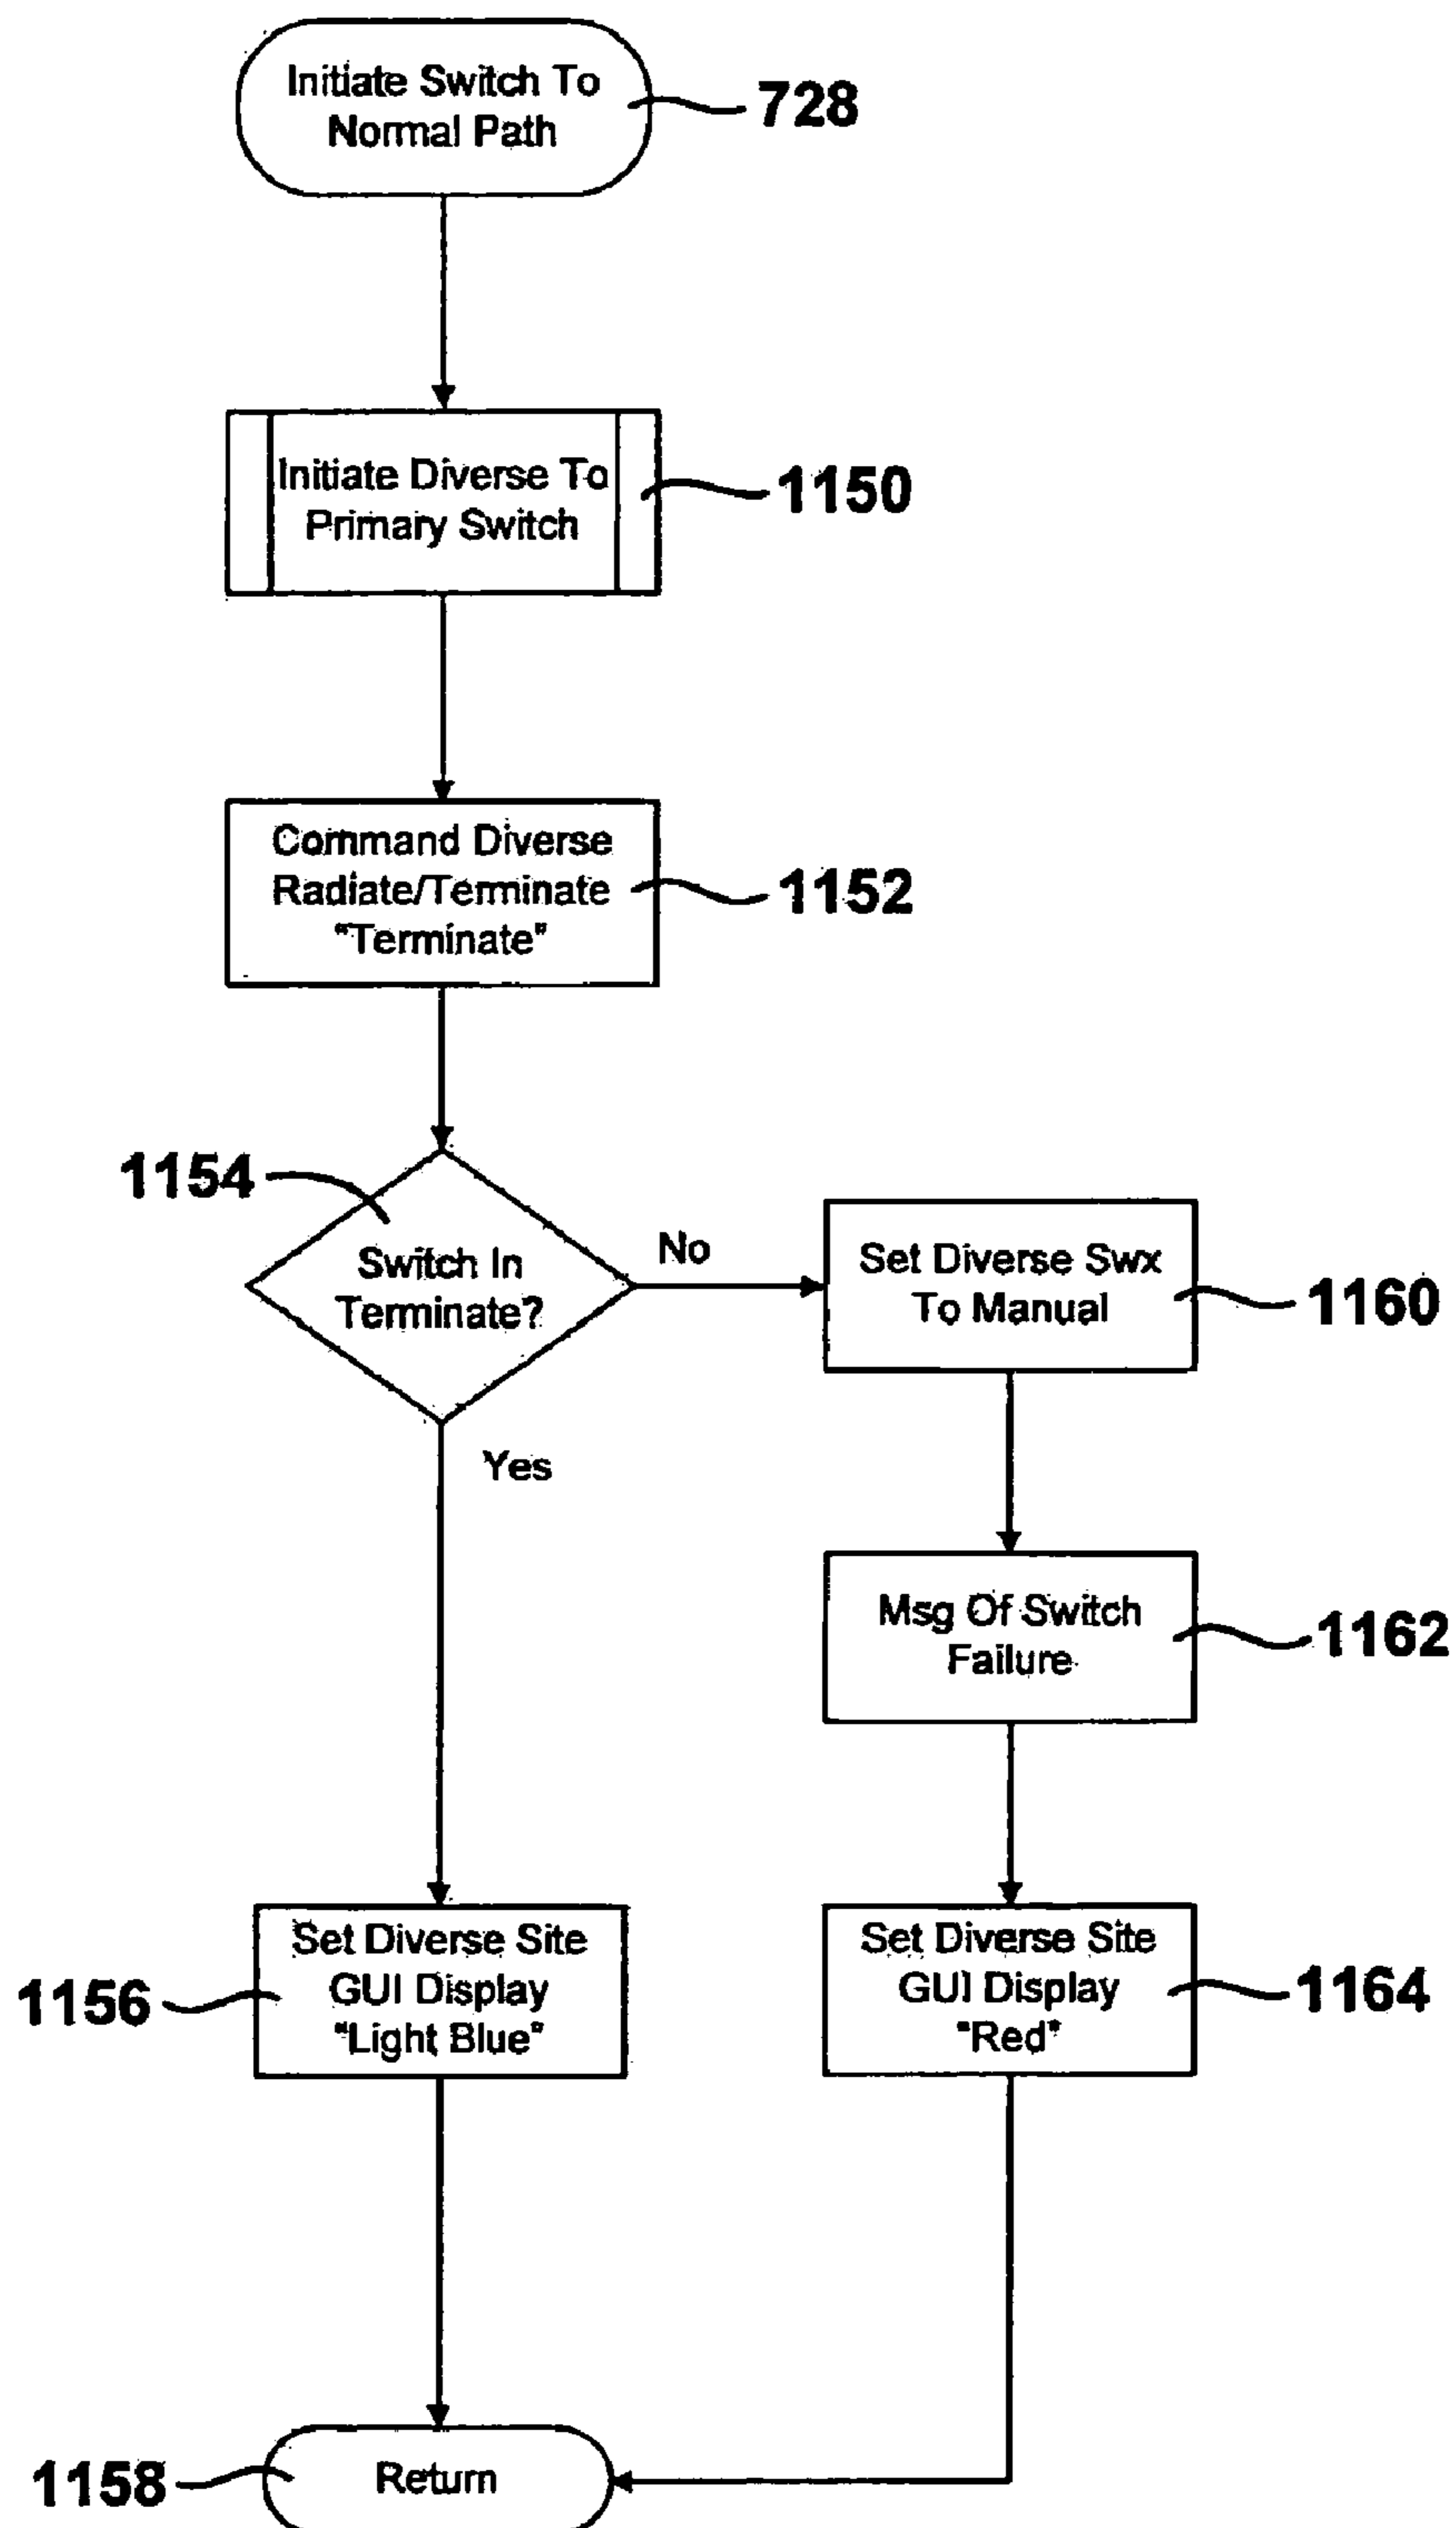 Initiate Switch To
Normal Path
728
Initiate Diverse To
Primary Switch
1150
Command Diverse
Radiate/Terminate
"Terminate"
1152
1154
Switch In
Terminate?
No
Yes
Set Diverse Swx
To Manual
1160
Msg Of Switch
Failure
1162
Set Diverse Site
GUI Display
"Light Blue"
1156
Set Diverse Site
GUI Display
"Red"
1164
1158
Return